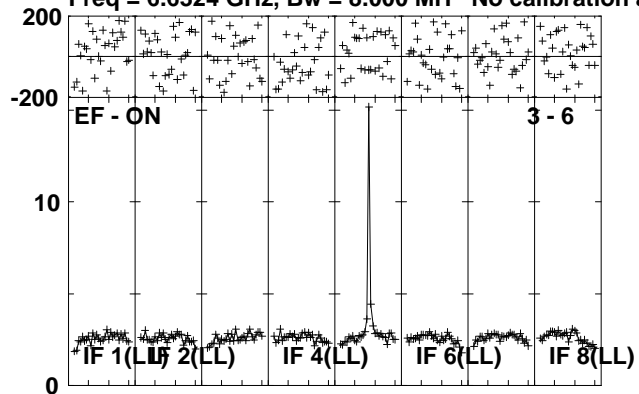 Freq = 6.6524 GHz, Bw = 8.000 MH No calibration a
200
-200
EF - ON 3 - 6
10
IF 1(LL) IF 2(LL) IF 4(LL) IF 6(LL) IF 8(LL)
0